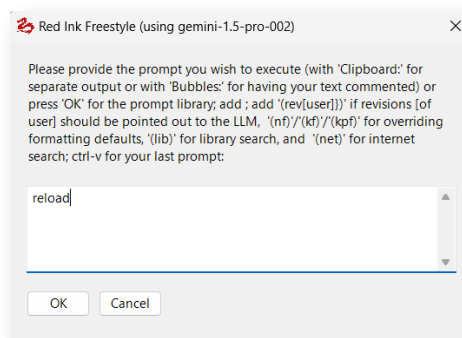 Red Ink Freestyle (using gemini-1.5-pro-002)
Please provide the prompt you wish to execute (with 'Clipboard:' for
separate output or with 'Bubbles:' for having your text commented) or
press 'OK' for the prompt library; add ; add '(rev[user]})' if revisions [of
user] should be pointed out to the LLM,  '(nf)'/'(kf)'/'(kpf)' for overriding
formatting defaults, '(lib)' for library search, and  '(net)' for internet
search; ctrl-v for your last prompt:
reload
OK Cancel